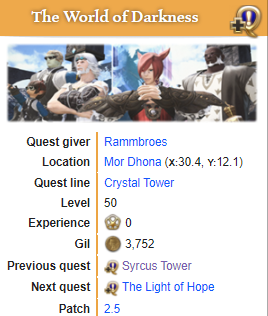 The World of Darkness
Quest giver Rammbroes
Location Mor Dhona (X:30.4, Y:12.1)
Quest line Crystal Tower
Level 50
Experience 0
Gil 3,752
Previous quest Syrcus Tower
Next quest The Light of Hope
Patch 2.5